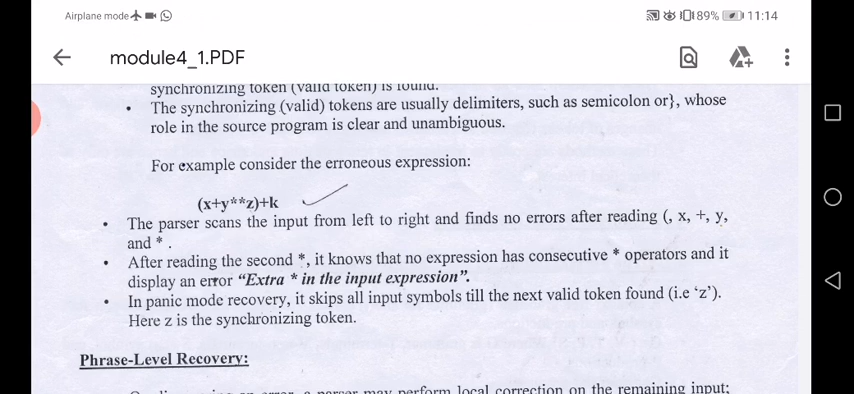 Airplane mode 89% 11:14
module4_1.PDF
synchronizing token (valid token) is found.
• The synchronizing (valid) tokens are usually delimiters, such as semicolon or}, whose
role in the source program is clear and unambiguous.
For example consider the erroneous expression:
(x+y**z)+k
• The parser scans the input from left to right and finds no errors after reading (, x, +, y,
and * .
• After reading the second *, it knows that no expression has consecutive * operators and it
display an error “Extra * in the input expression”.
• In panic mode recovery, it skips all input symbols till the next valid token found (i.e ‘z’).
Here z is the synchronizing token.
Phrase-Level Recovery:
a parser may perform local correction on the remaining input;